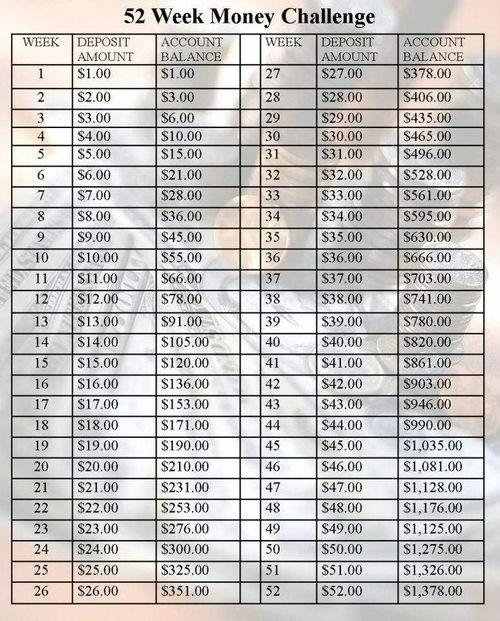 52 Week Money Challenge
WEEK DEPOSIT AMOUNT ACCOUNT BALANCE WEEK DEPOSIT AMOUNT ACCOUNT BALANCE
1 $1.00 $1.00 27 $27.00 $378.00
2 $2.00 $3.00 28 $28.00 $406.00
3 $3.00 $6.00 29 $29.00 $435.00
4 $4.00 $10.00 30 $30.00 $465.00
5 $5.00 $15.00 31 $31.00 $496.00
6 $6.00 $21.00 32 $32.00 $528.00
7 $7.00 $28.00 33 $33.00 $561.00
8 $8.00 $36.00 34 $34.00 $595.00
9 $9.00 $45.00 35 $35.00 $630.00
10 $10.00 $55.00 36 $36.00 $666.00
11 $11.00 $66.00 37 $37.00 $703.00
12 $12.00 $78.00 38 $38.00 $741.00
13 $13.00 $91.00 39 $39.00 $780.00
14 $14.00 $105.00 40 $40.00 $820.00
15 $15.00 $120.00 41 $41.00 $861.00
16 $16.00 $136.00 42 $42.00 $903.00
17 $17.00 $153.00 43 $43.00 $946.00
18 $18.00 $171.00 44 $44.00 $990.00
19 $19.00 $190.00 45 $45.00 $1,035.00
20 $20.00 $210.00 46 $46.00 $1,081.00
21 $21.00 $231.00 47 $47.00 $1,128.00
22 $22.00 $253.00 48 $48.00 $1,176.00
23 $23.00 $276.00 49 $49.00 $1,125.00
24 $24.00 $300.00 50 $50.00 $1,275.00
25 $25.00 $325.00 51 $51.00 $1,326.00
26 $26.00 $351.00 52 $52.00 $1,378.00